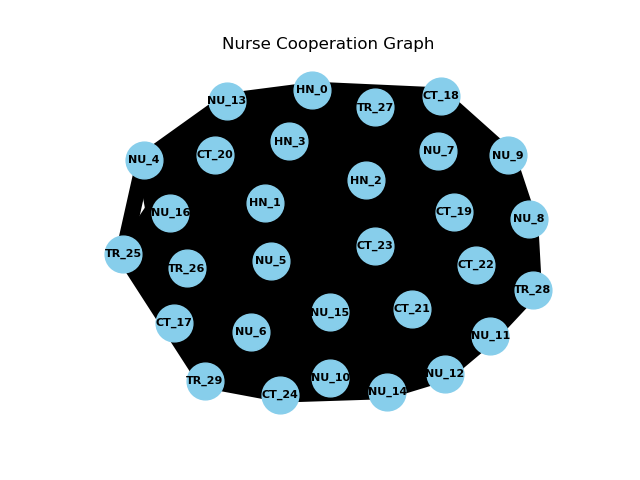 Nurse Cooperation Graph
HN_0
CT_18
NU_13
TR_27
HN_3
NU_7
CT_20
NU_9
NU_4
HN_2
HN_1
CT_19
NU_16
NU_8
CT_23
TR_25
NU_5
CT_22
TR_26
TR_28
CT_21
NU_15
CT_17
NU_6
NU_11
NU_12
NU_10
TR_29
NU_14
CT_24